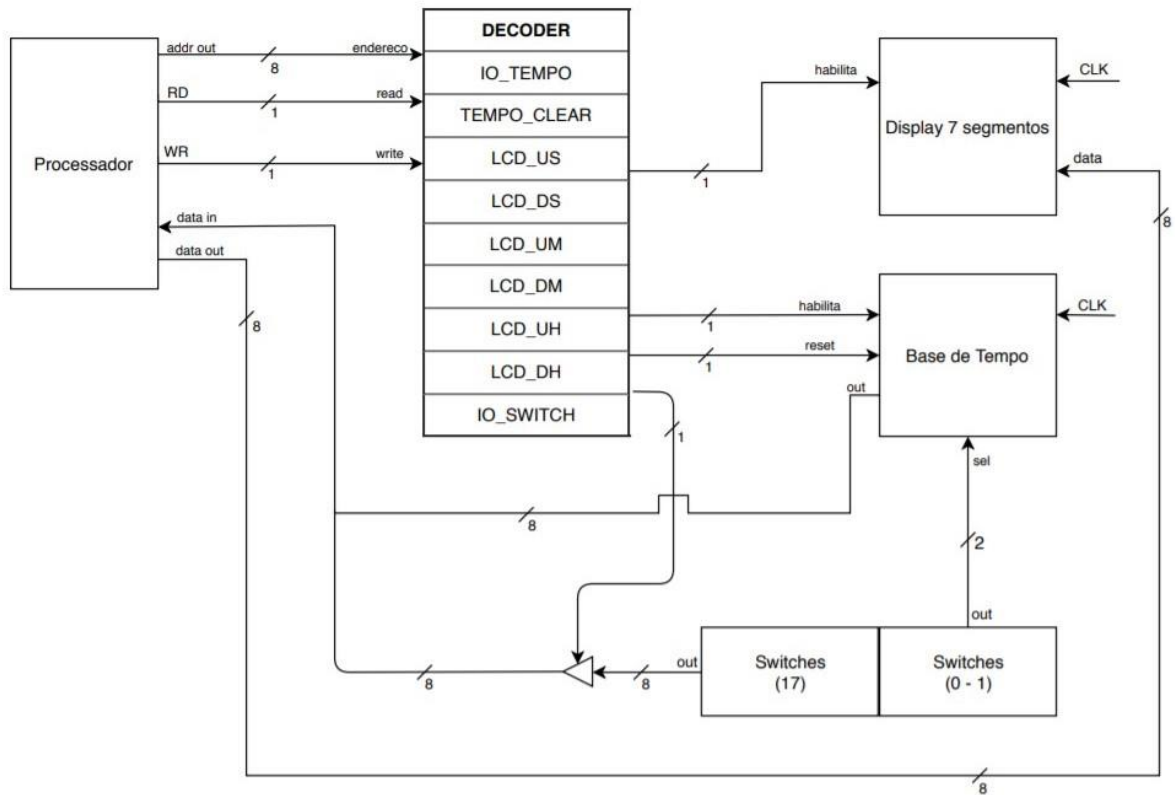 DECODER
addr out
8
endereco
IO_TEMPO
habilita
CLK
RD
1
read
TEMPO_CLEAR
Display 7 segmentos
Processador
WR
1
write
LCD_US
1
data
8
LCD_DS
data in
data out
8
LCD_UM
LCD_DM
habilita
1
CLK
LCD_UH
reset
1
Base de Tempo
LCD_DH
out
IO_SWITCH
1
sel
8
2
out
out
8
8
Switches
(17)
Switches
(0 - 1)
8